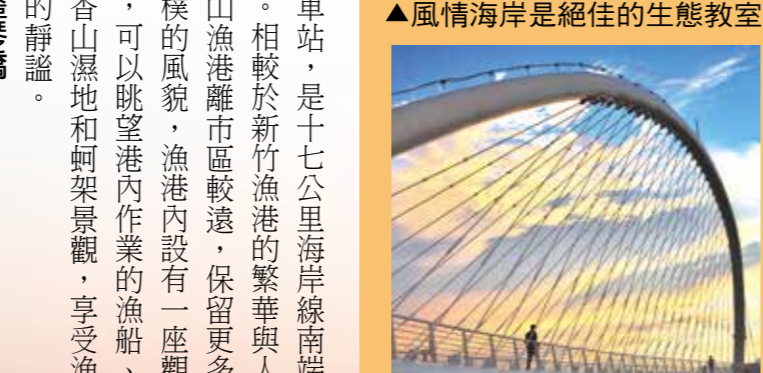 ▲風情海岸是絕佳的生態教室
車站，是十七公里海岸線南端
。相較於新竹漁港的繁華與人
山漁港離市區較遠，保留更多
樸的風貌，漁港內設有一座觀
，可以眺望港內作業的漁船、
香山濕地和蚵架景觀，享受漁
的靜謐。
豎琴橋